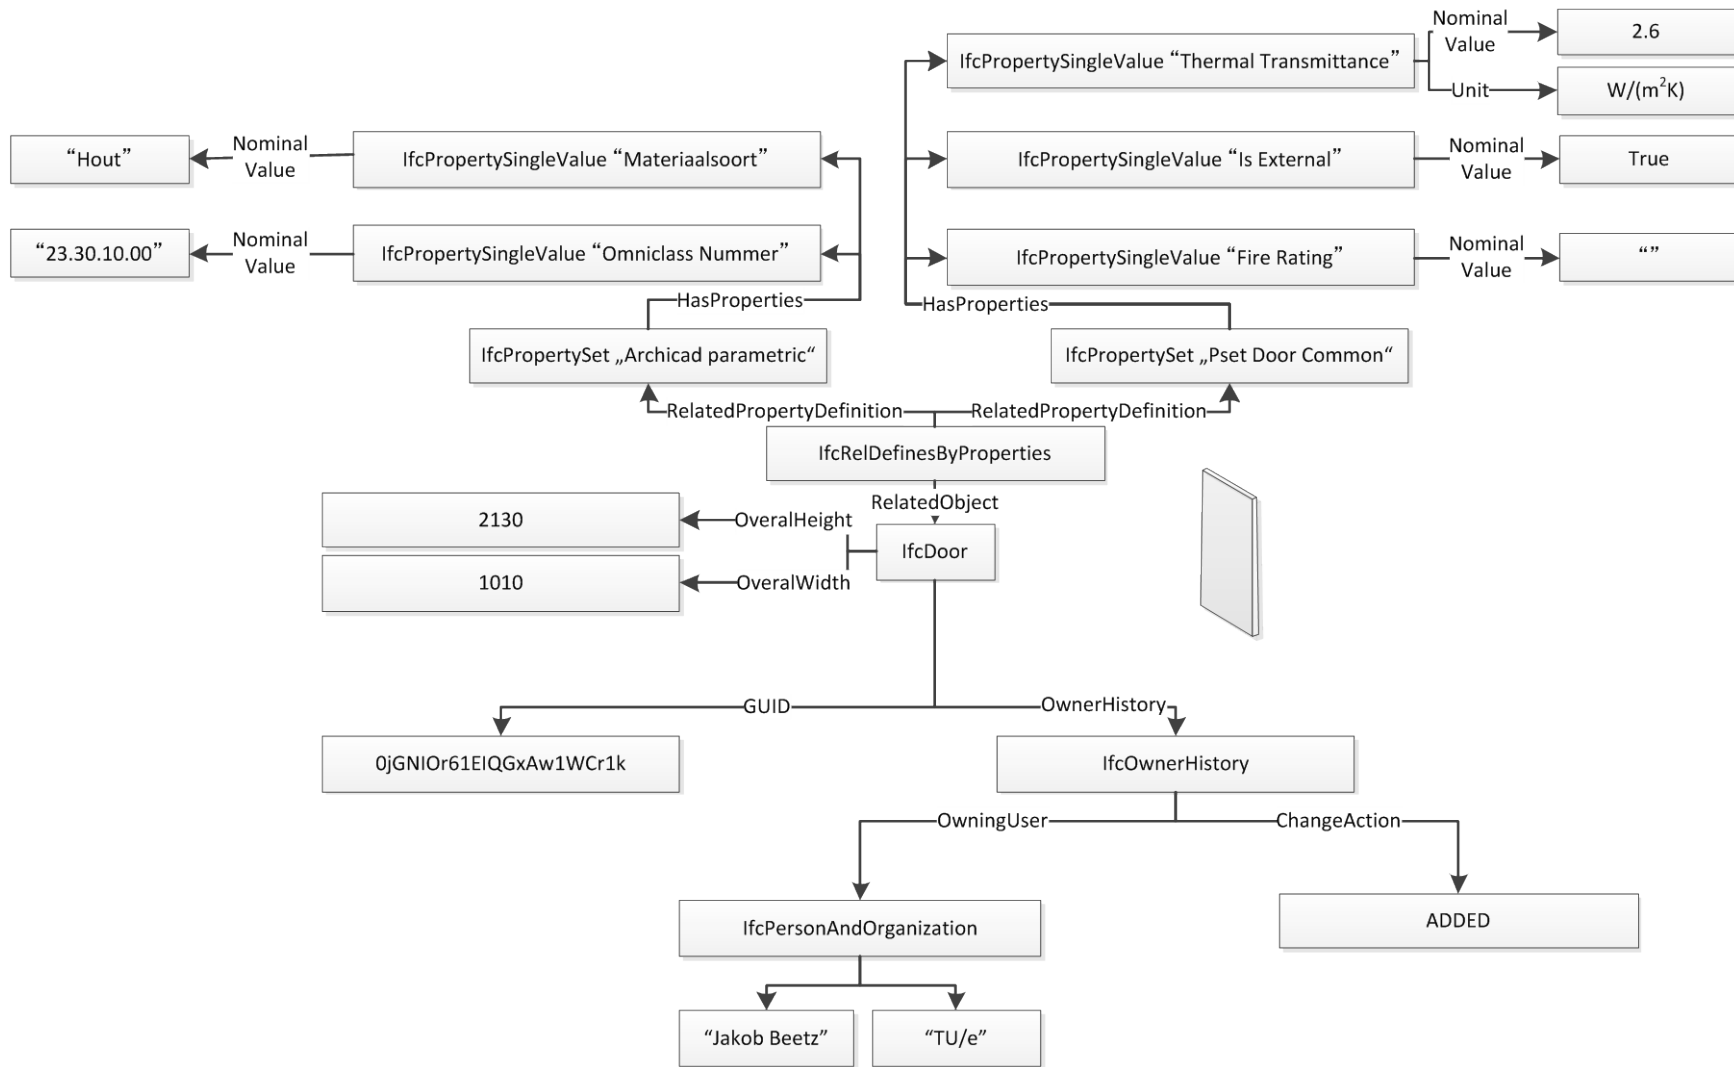 Nominal
Value
2.6
IfcPropertySingleValue “Thermal Transmittance”
Unit
W/(m²K)
“Hout”
Nominal
Value
IfcPropertySingleValue “Materiaalsoort”
IfcPropertySingleValue “Is External”
Nominal
Value
True
“23.30.10.00”
Nominal
Value
IfcPropertySingleValue “Omniclass Nummer”
IfcPropertySingleValue “Fire Rating”
Nominal
Value
“”
HasProperties
HasProperties
IfcPropertySet „Archicad parametric“
IfcPropertySet „Pset Door Common“
RelatedPropertyDefinition
RelatedPropertyDefinition
IfcRelDefinesByProperties
RelatedObject
2130
OveralHeight
IfcDoor
1010
OveralWidth
GUID
OwnerHistory
0jGNIOr61EIQGxAw1WCr1k
IfcOwnerHistory
OwningUser
ChangeAction
IfcPersonAndOrganization
ADDED
“Jakob Beetz”
“TU/e”